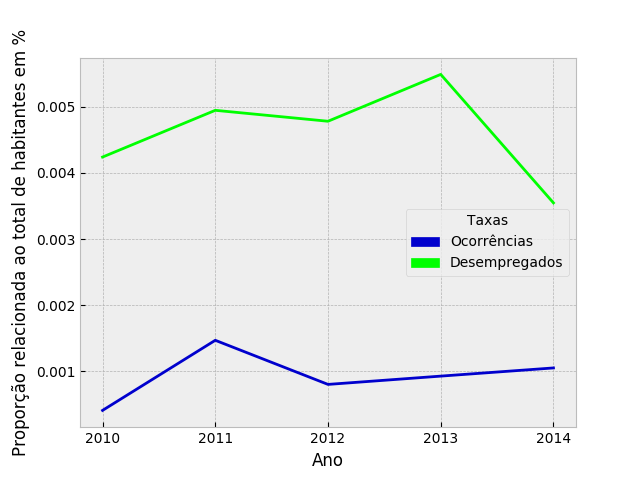 Proporção relacionada ao total de habitantes em %
0.005
0.004
0.003
0.002
0.001
Taxas
Ocorrências
Desempregados
2010 2011 2012 2013 2014
Ano